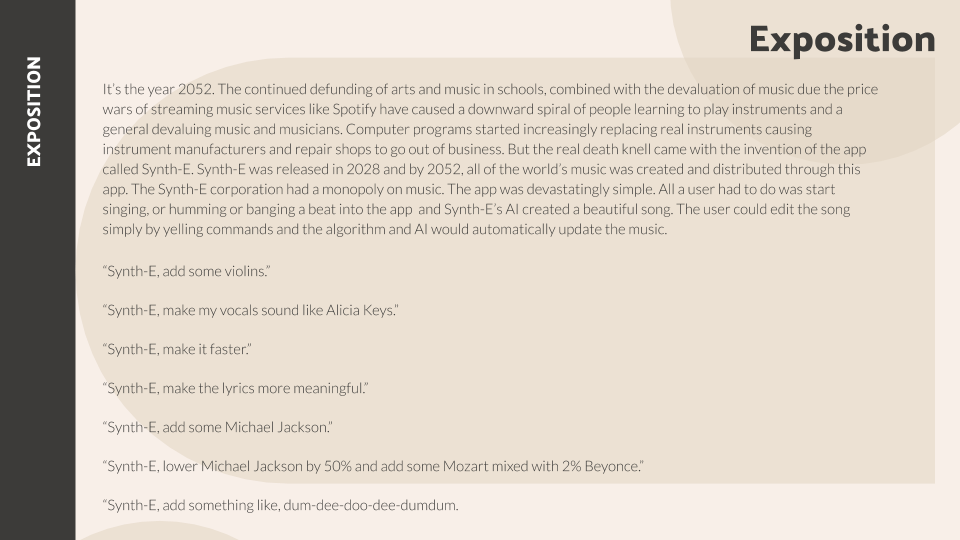 Exposition
EXPOSITION
It’s the year 2052. The continued defunding of arts and music in schools, combined with the devaluation of music due the price
wars of streaming music services like Spotify have caused a downward spiral of people learning to play instruments and a
general devaluing music and musicians. Computer programs started increasingly replacing real instruments causing
instrument manufacturers and repair shops to go out of business. But the real death knell came with the invention of the app
called Synth-E. Synth-E was released in 2028 and by 2052, all of the world’s music was created and distributed through this
app. The Synth-E corporation had a monopoly on music. The app was devastatingly simple. All a user had to do was start
singing, or humming or banging a beat into the app  and Synth-E’s AI created a beautiful song. The user could edit the song
simply by yelling commands and the algorithm and AI would automatically update the music.
“Synth-E, add some violins.”
“Synth-E, make my vocals sound like Alicia Keys.”
“Synth-E, make it faster.”
“Synth-E, make the lyrics more meaningful.”
“Synth-E, add some Michael Jackson.”
“Synth-E, lower Michael Jackson by 50% and add some Mozart mixed with 2% Beyonce.”
“Synth-E, add something like, dum-dee-doo-dee-dumdum.